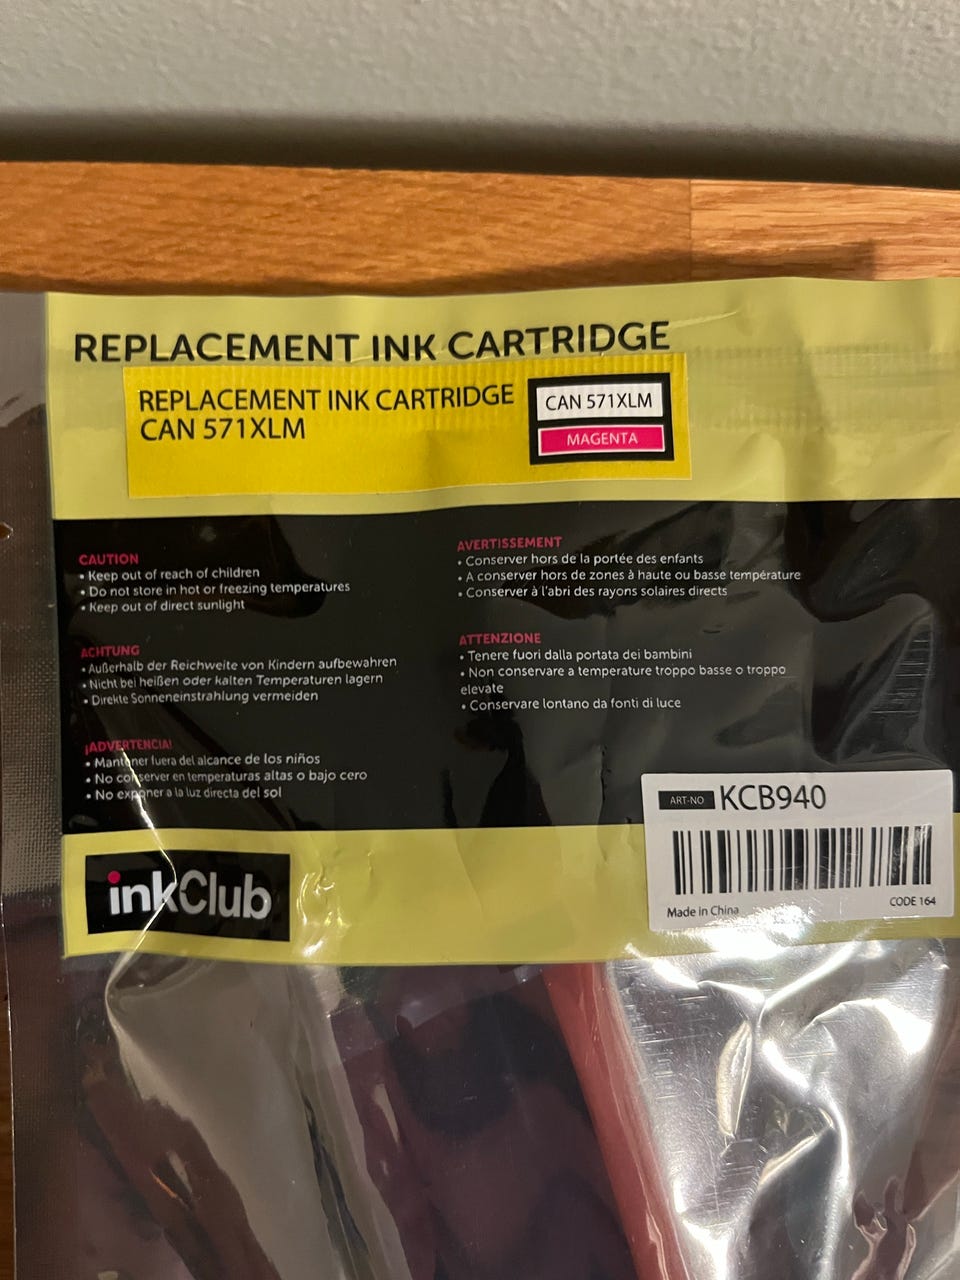 REPLACEMENT INK CARTRIDGE
REPLACEMENT INK CARTRIDGE
CAN 571XLM
CAN 571XLM
MAGENTA
CAUTION
• Keep out of reach of children
• Do not store in hot or freezing temperatures
• Keep out of direct sunlight
ACHTUNG
• Außerhalb der Reichweite von Kindern aufbewahren
• Nicht bei heißen oder kalten Temperaturen lagern
• Direkte Sonneneinstrahlung vermeiden
¡ADVERTENCIA!
• Mantener fuera del alcance de los niños
• No conserver en temperaturas altas o bajo cero
• No exponer a la luz directa del sol
AVERTISSEMENT
• Conserver hors de la portée des enfants
• A conserver hors de zones à haute ou basse température
• Conserver à l'abri des rayons solaires directs
ATTENZIONE
• Tenere fuori dalla portata dei bambini
• Non conservare a temperature troppo basse o troppo
elevate
• Conservare lontano da fonti di luce
inkClub
ART-NO KCB940
CODE 164
Made in China